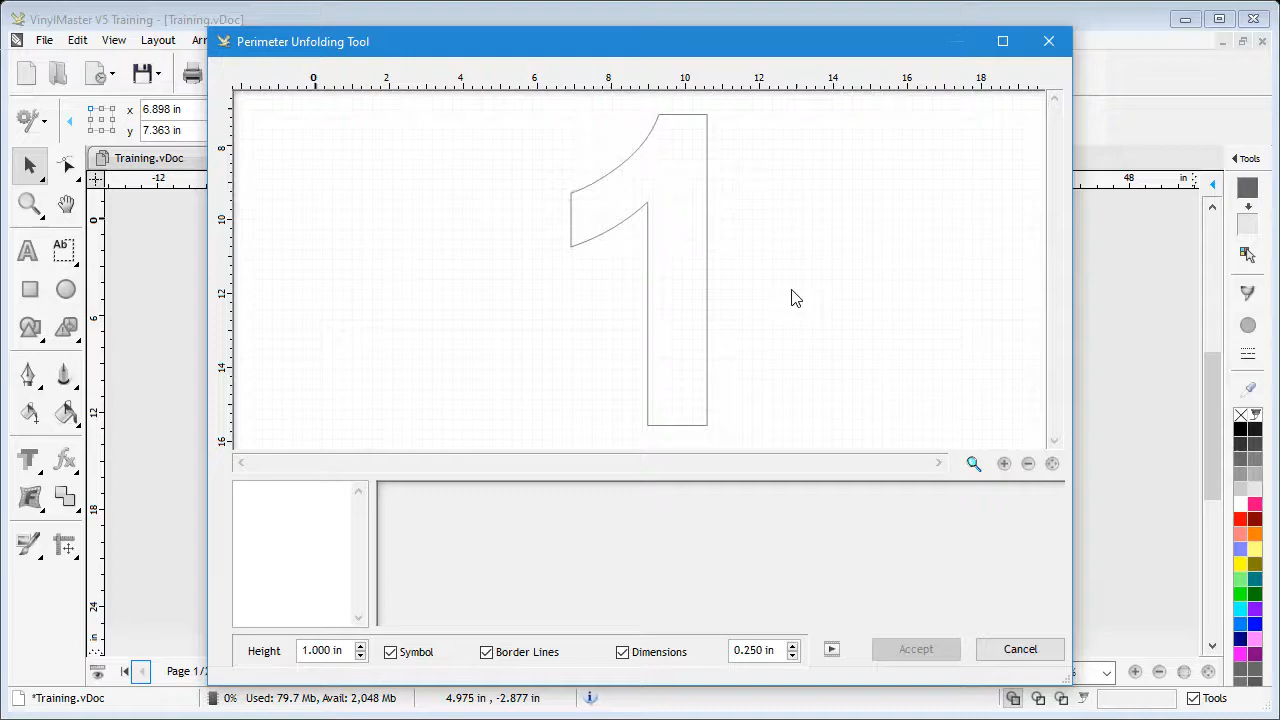 VinylMaster V5 Training - [Training.vDoc]
File Edit View Layout Arr
Perimeter Unfolding Tool
0 2 4 6 8 10 12 14 16 18
x 6.898 in
y 7.363 in
8
10
12
14
16
Training.vDoc
-12
48 in
Tools
0
6
12
18
24
in
A Abc
T fx
F
Height 1.000 in Symbol Border Lines Dimensions 0.250 in Accept Cancel
Page 1/2
%
*Training.vDoc 0% Used: 79.7 Mb, Avail: 2,048 Mb 4.975 in , -2.877 in Tools